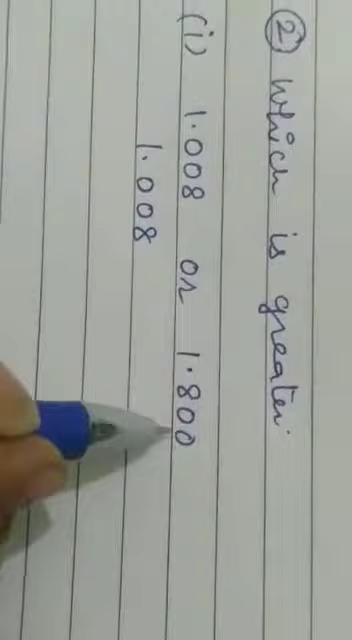 ② Which is greater.
(i) 1.008 or 1.800
1.008